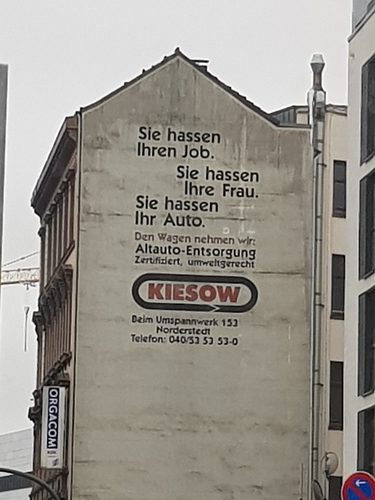 Sie hassen
Ihren Job.
Sie hassen
Ihre Frau.
Sie hassen
Ihr Auto.
Den Wagen nehmen wir:
Altauto-Entsorgung
Zertifiziert, umweltgerecht
KIESOW
Beim Umspannwerk 153
Norderstedt
Telefon: 040/53 53 53-0
ORGACOM